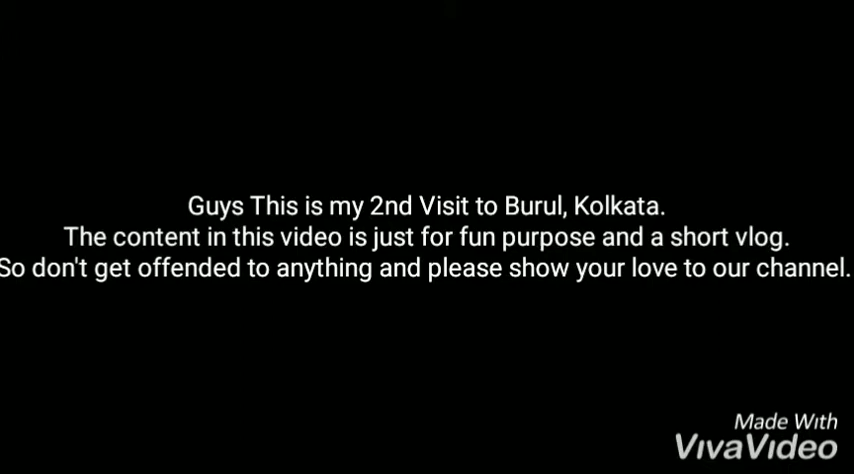 Guys This is my 2nd Visit to Burul, Kolkata.
The content in this video is just for fun purpose and a short vlog.
So don't get offended to anything and please show your love to our channel.
Made With
VivaVideo